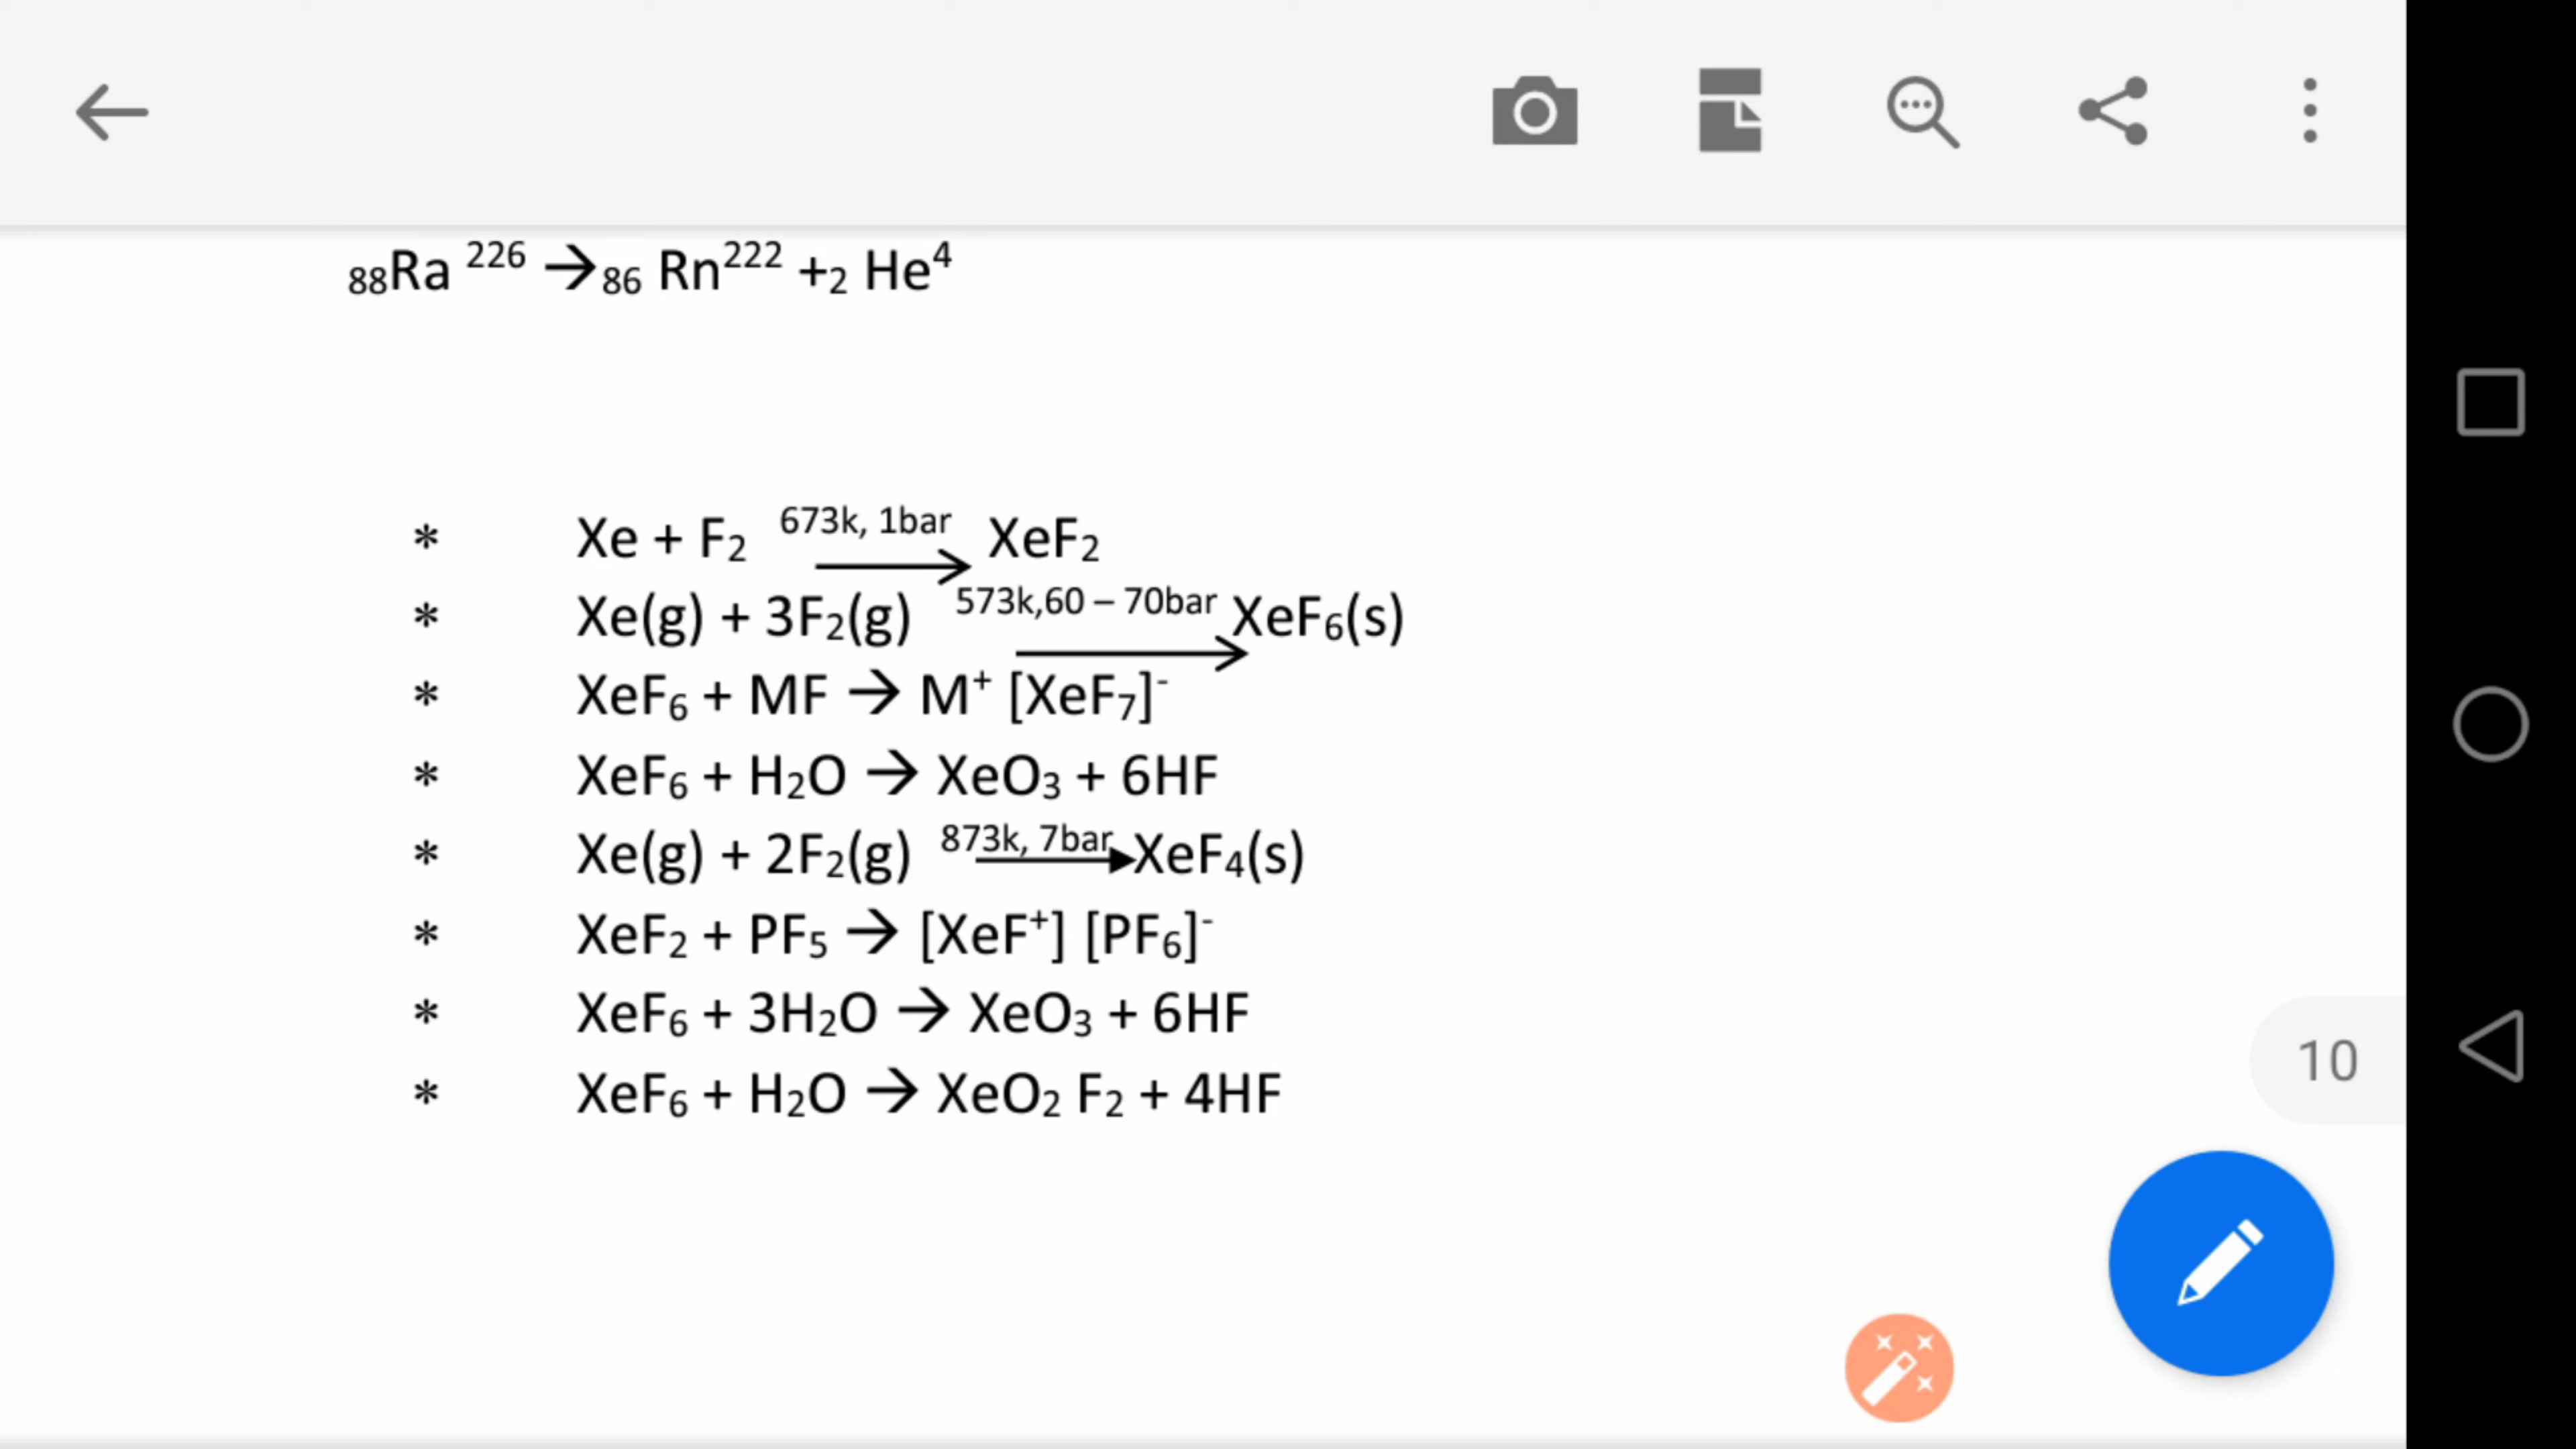 ₈₈Ra ²²⁶ →₈₆ Rn²²² +₂ He⁴
* Xe + F₂ 673k, 1bar → XeF₂
* Xe(g) + 3F₂(g) 573k,60 – 70bar → XeF₆(s)
* XeF₆ + MF → M⁺ [XeF₇]⁻
* XeF₆ + H₂O → XeO₃ + 6HF
* Xe(g) + 2F₂(g) 873k, 7bar → XeF₄(s)
* XeF₂ + PF₅ → [XeF⁺] [PF₆]⁻
* XeF₆ + 3H₂O → XeO₃ + 6HF
* XeF₆ + H₂O → XeO₂ F₂ + 4HF
10